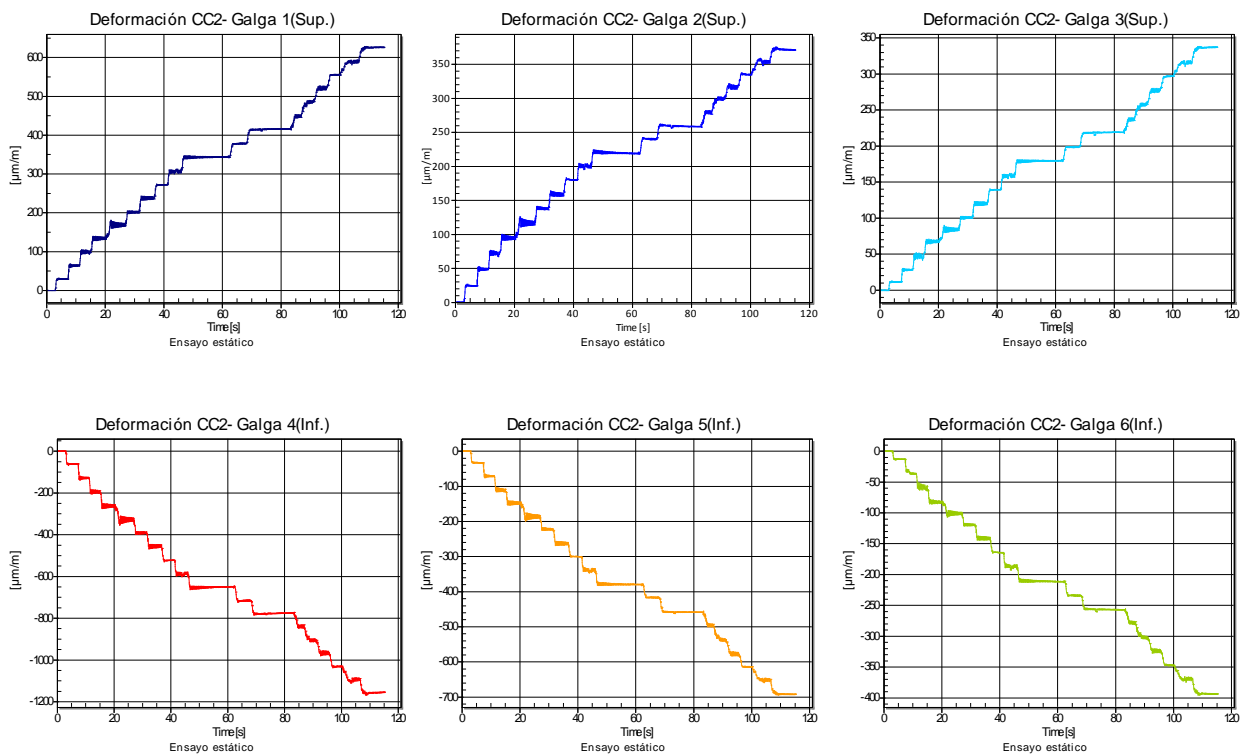 Deformación CC2- Galga 1(Sup.)
[µm/m]
600
500
400
300
200
100
0
0 20 40 60 80 100 120
Time[s]
Ensayo estático
Deformación CC2- Galga 2(Sup.)
[µm/m]
350
300
250
200
150
100
50
0
0 20 40 60 80 100 120
Time[s]
Ensayo estático
Deformación CC2- Galga 3(Sup.)
[µm/m]
350
300
250
200
150
100
50
0
0 20 40 60 80 100 120
Time[s]
Ensayo estático
Deformación CC2- Galga 4(Inf.)
[µm/m]
0
-200
-400
-600
-800
-1000
-1200
0 20 40 60 80 100 120
Time[s]
Ensayo estático
Deformación CC2- Galga 5(Inf.)
[µm/m]
0
-100
-200
-300
-400
-500
-600
-700
0 20 40 60 80 100 120
Time[s]
Ensayo estático
Deformación CC2- Galga 6(Inf.)
[µm/m]
0
-50
-100
-150
-200
-250
-300
-350
-400
0 20 40 60 80 100 120
Time[s]
Ensayo estático